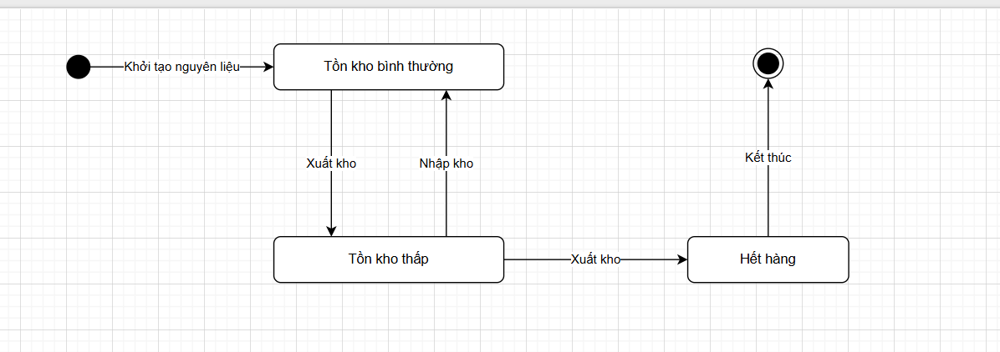 Khởi tạo nguyên liệu
Tồn kho bình thường
Xuất kho
Nhập kho
Kết thúc
Tồn kho thấp
Xuất kho
Hết hàng